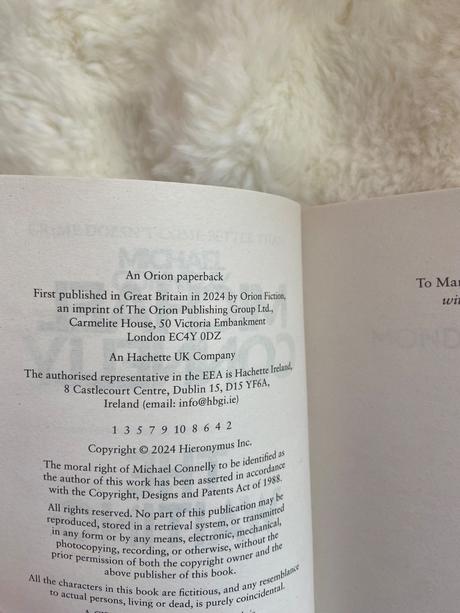 An Orion paperback
First published in Great Britain in 2024 by Orion Fiction,
an imprint of The Orion Publishing Group Ltd.,
Carmelite House, 50 Victoria Embankment
London EC4Y 0DZ
An Hachette UK Company
The authorised representative in the EEA is Hachette Ireland,
8 Castlecourt Centre, Dublin 15, D15 YF6A,
Ireland (email: info@hbgi.ie)
1 3 5 7 9 10 8 6 4 2
Copyright © 2024 Hieronymus Inc.
The moral right of Michael Connelly to be identified as
the author of this work has been asserted in accordance
with the Copyright, Designs and Patents Act of 1988.
All rights reserved. No part of this publication may be
reproduced, stored in a retrieval system, or transmitted
in any form or by any means, electronic, mechanical,
photocopying, recording, or otherwise, without the
prior permission of both the copyright owner and the
above publisher of this book.
All the characters in this book are fictitious, and any resemblance
to actual persons, living or dead, is purely coincidental.
To